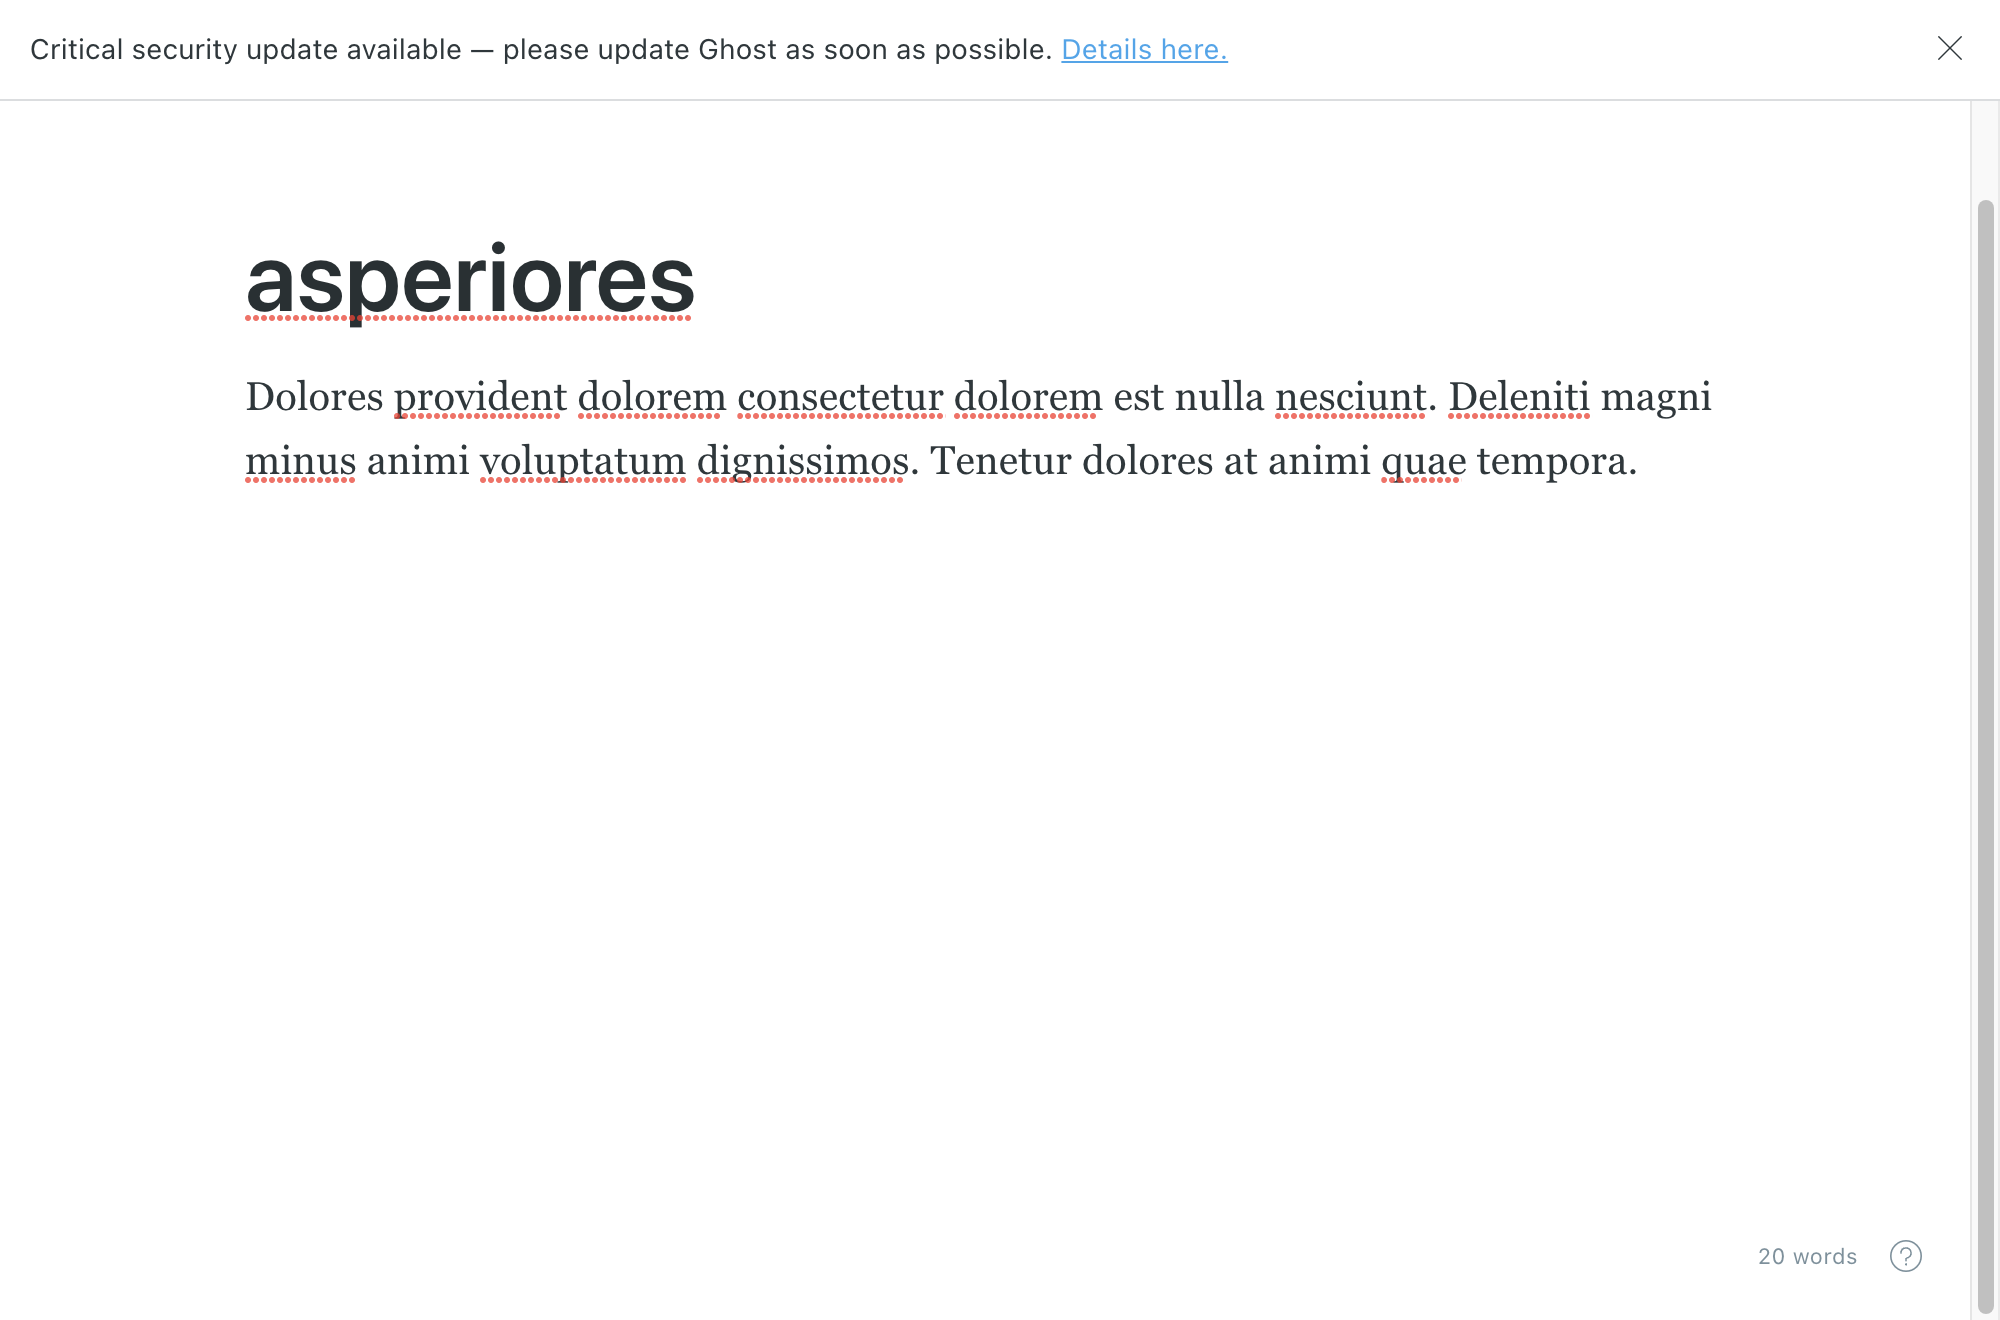 Critical security update available — please update Ghost as soon as possible. Details here.
asperiores
Dolores provident dolorem consectetur dolorem est nulla nesciunt. Deleniti magni
minus animi voluptatum dignissimos. Tenetur dolores at animi quae tempora.
20 words
?